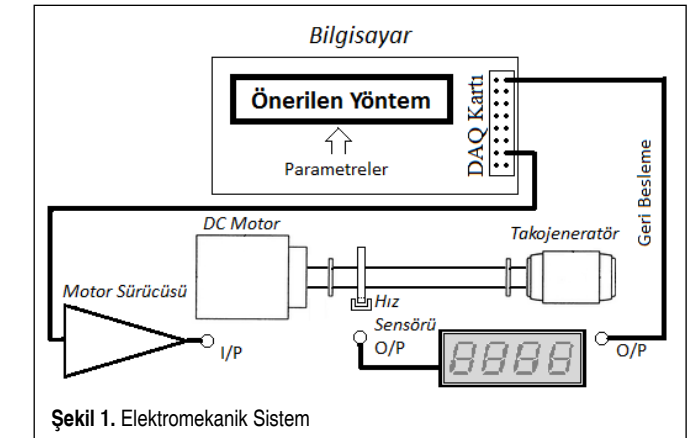 Bilgisayar
Önerilen Yöntem
DAQ Kartı
Parametreler
Geri Besleme
DC Motor
Takojeneratör
Motor Sürücüsü
Hız
Sensörü
I/P
O/P
8888
O/P
Şekil 1. Elektromekanik Sistem